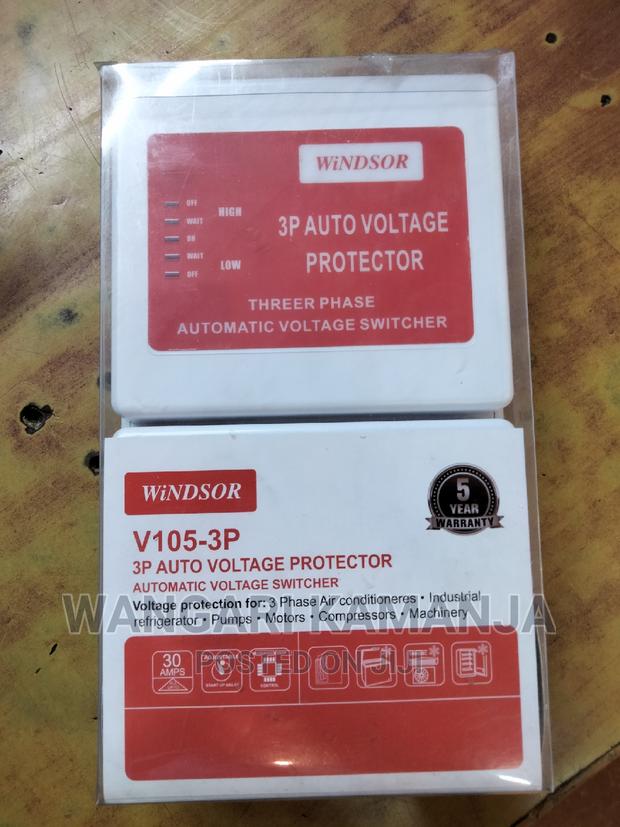 WiNDSOR
OFF
WAIT
HIGH
ON
WAIT
LOW
OFF
3P AUTO VOLTAGE
PROTECTOR
THREER PHASE
AUTOMATIC VOLTAGE SWITCHER
WiNDSOR
5
YEAR
WARRANTY
V105-3P
3P AUTO VOLTAGE PROTECTOR
AUTOMATIC VOLTAGE SWITCHER
Voltage protection for: 3 Phase Air conditioneres • Industrial
refrigerator • Pumps • Motors • Compressors • Machinery
WANGARI KAMANJA
POSTED ON JIJI
30
AMPS
CONTROL